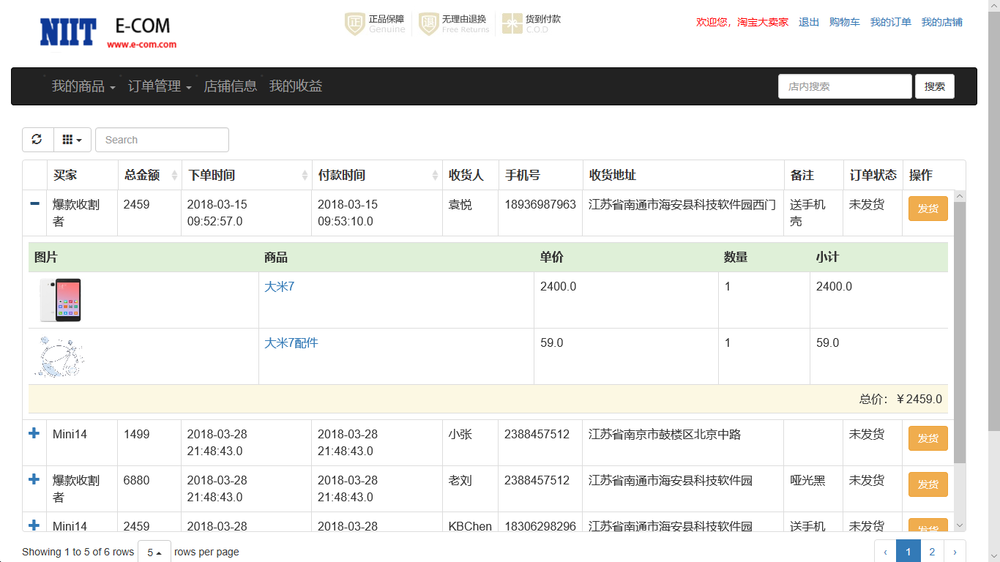 NIIT E-COM
www.e-com.com
正 正品保障 Genuine
退 无理由退换 Free Returns
货到付款 C.O.D
欢迎您，淘宝大卖家 退出 购物车 我的订单 我的店铺
我的商品 订单管理 店铺信息 我的收益 店内搜索 搜索
Search
买家 总金额 下单时间 付款时间 收货人 手机号 收货地址 备注 订单状态 操作
爆款收割者 2459 2018-03-15 09:52:57.0 2018-03-15 09:53:10.0 袁悦 18936987963 江苏省南通市海安县科技软件园西门 送手机壳 未发货 发货
图片 商品 单价 数量 小计
大米7 2400.0 1 2400.0
大米7配件 59.0 1 59.0
总价：￥2459.0
Mini14 1499 2018-03-28 21:48:43.0 2018-03-28 21:48:43.0 小张 2388457512 江苏省南京市鼓楼区北京中路 未发货 发货
爆款收割者 6880 2018-03-28 21:48:43.0 2018-03-28 21:48:43.0 老刘 2388457512 江苏省南通市海安县科技软件园 哑光黑 未发货 发货
Mini14 2459 2018-03-28 2018-03-28 KBChen 18306298296 江苏省南通市海安县科技软件园 送手机 未发货 发货
Showing 1 to 5 of 6 rows 5 rows per page ‹ 1 2 ›